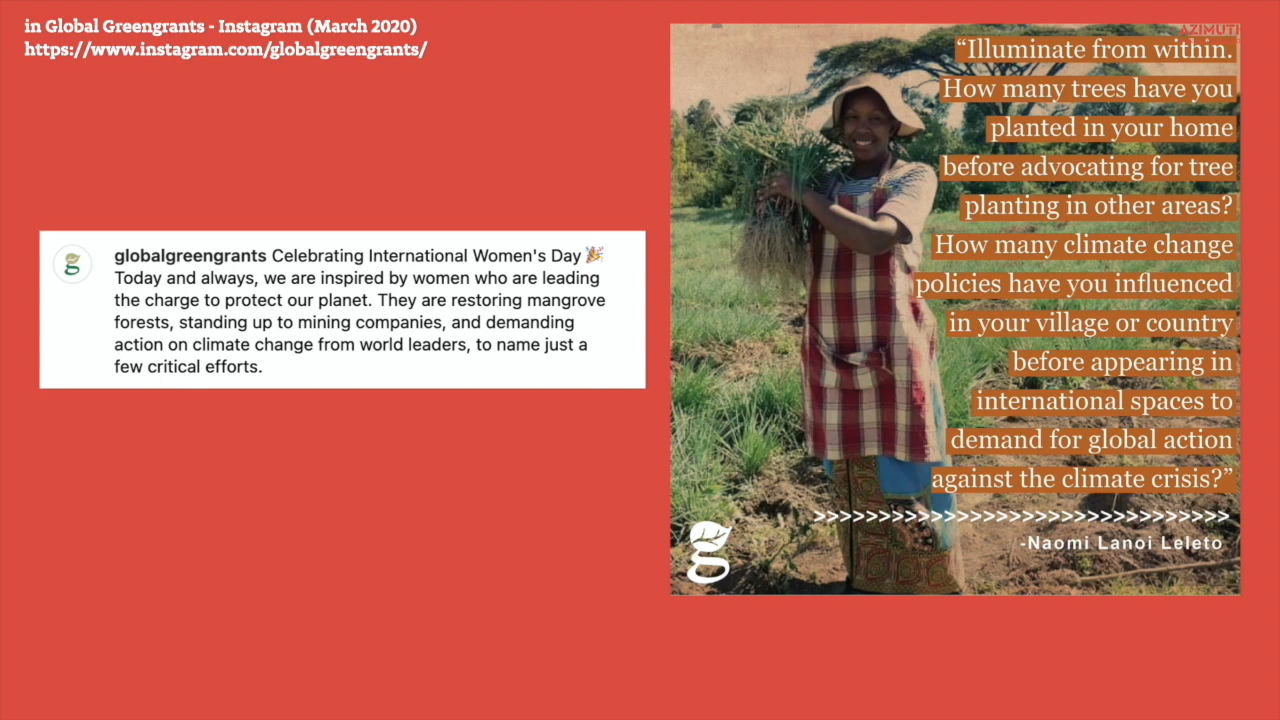 in Global Greengrants - Instagram (March 2020)
https://www.instagram.com/globalgreengrants/
globalgreengrants Celebrating International Women's Day 🎉
Today and always, we are inspired by women who are leading
the charge to protect our planet. They are restoring mangrove
forests, standing up to mining companies, and demanding
action on climate change from world leaders, to name just a
few critical efforts.
AZIMUT
“Illuminate from within.
How many trees have you
planted in your home
before advocating for tree
planting in other areas?
How many climate change
policies have you influenced
in your village or country
before appearing in
international spaces to
demand for global action
against the climate crisis?”
>>>>>>>>>>>>>>>>>>>>>>>>>>>>>>>>
-Naomi Lanoi Leleto
g